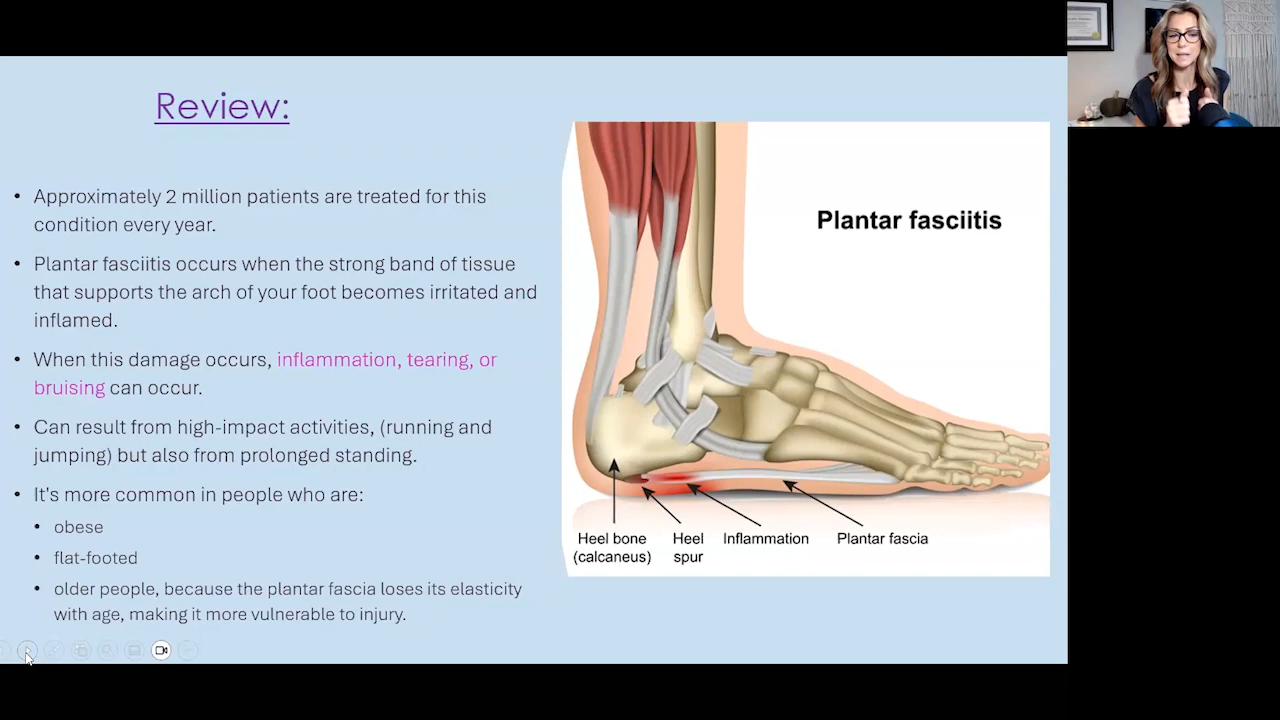 Review:
• Approximately 2 million patients are treated for this
condition every year.
• Plantar fasciitis occurs when the strong band of tissue
that supports the arch of your foot becomes irritated and
inflamed.
• When this damage occurs, inflammation, tearing, or
bruising can occur.
• Can result from high-impact activities, (running and
jumping) but also from prolonged standing.
• It's more common in people who are:
• obese
• flat-footed
• older people, because the plantar fascia loses its elasticity
with age, making it more vulnerable to injury.
Plantar fasciitis
Heel bone
(calcaneus)
Heel
spur
Inflammation
Plantar fascia